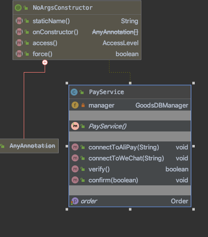 NoArgsConstructor
staticName() String
onConstructor() AnyAnnotation[]
access() AccessLevel
force() boolean
PayService
manager GoodsDBManager
PayService()
AnyAnnotation
connectToAliPay(String) void
connectToWeChat(String) void
verify() boolean
confirm(boolean) void
order Order